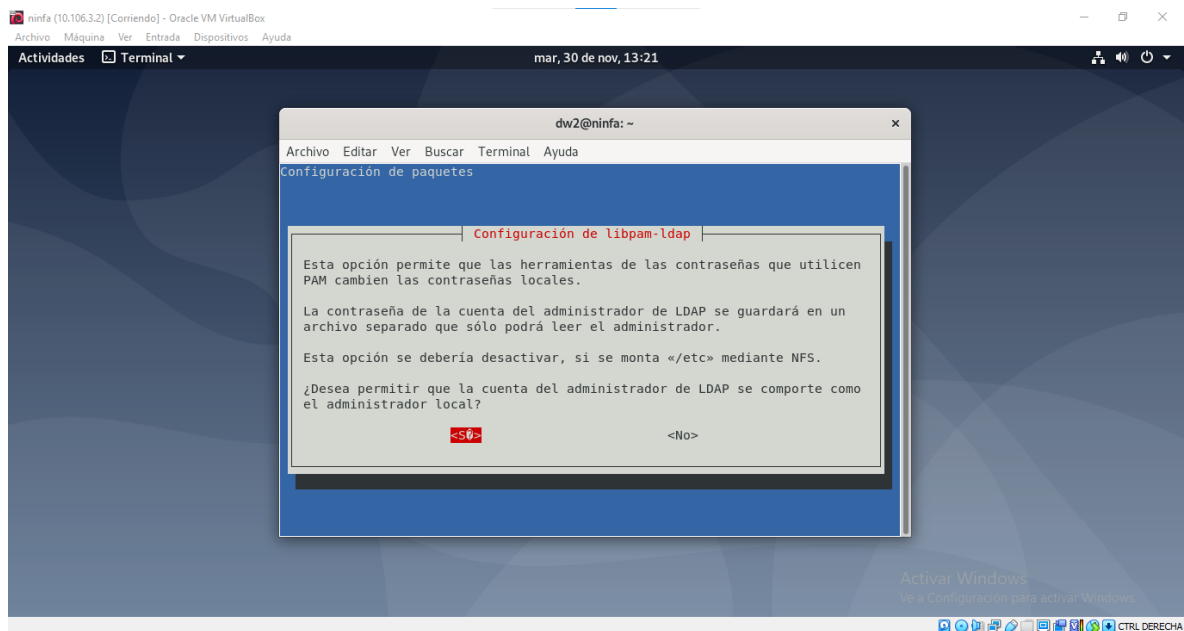 ninfa (10.106.3.2) [Corriendo] - Oracle VM VirtualBox
Archivo Máquina Ver Entrada Dispositivos Ayuda
Actividades Terminal mar, 30 de nov, 13:21
dw2@ninfa: ~
Archivo Editar Ver Buscar Terminal Ayuda
Configuración de paquetes
Configuración de libpam-ldap
Esta opción permite que las herramientas de las contraseñas que utilicen
PAM cambien las contraseñas locales.
La contraseña de la cuenta del administrador de LDAP se guardará en un
archivo separado que sólo podrá leer el administrador.
Esta opción se debería desactivar, si se monta «/etc» mediante NFS.
¿Desea permitir que la cuenta del administrador de LDAP se comporte como
el administrador local?
<S�> <No>
Activar Windows
Ve a Configuración para activar Windows.
CTRL DERECHA